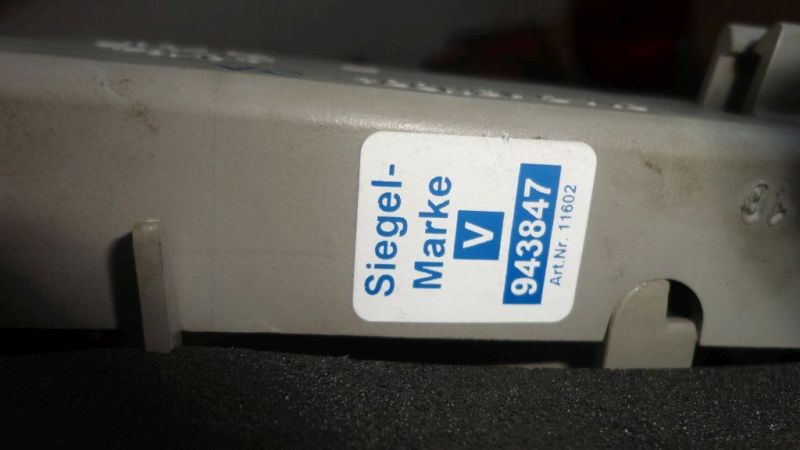 Siegel-
Marke
V
943847
Art.Nr. 11602